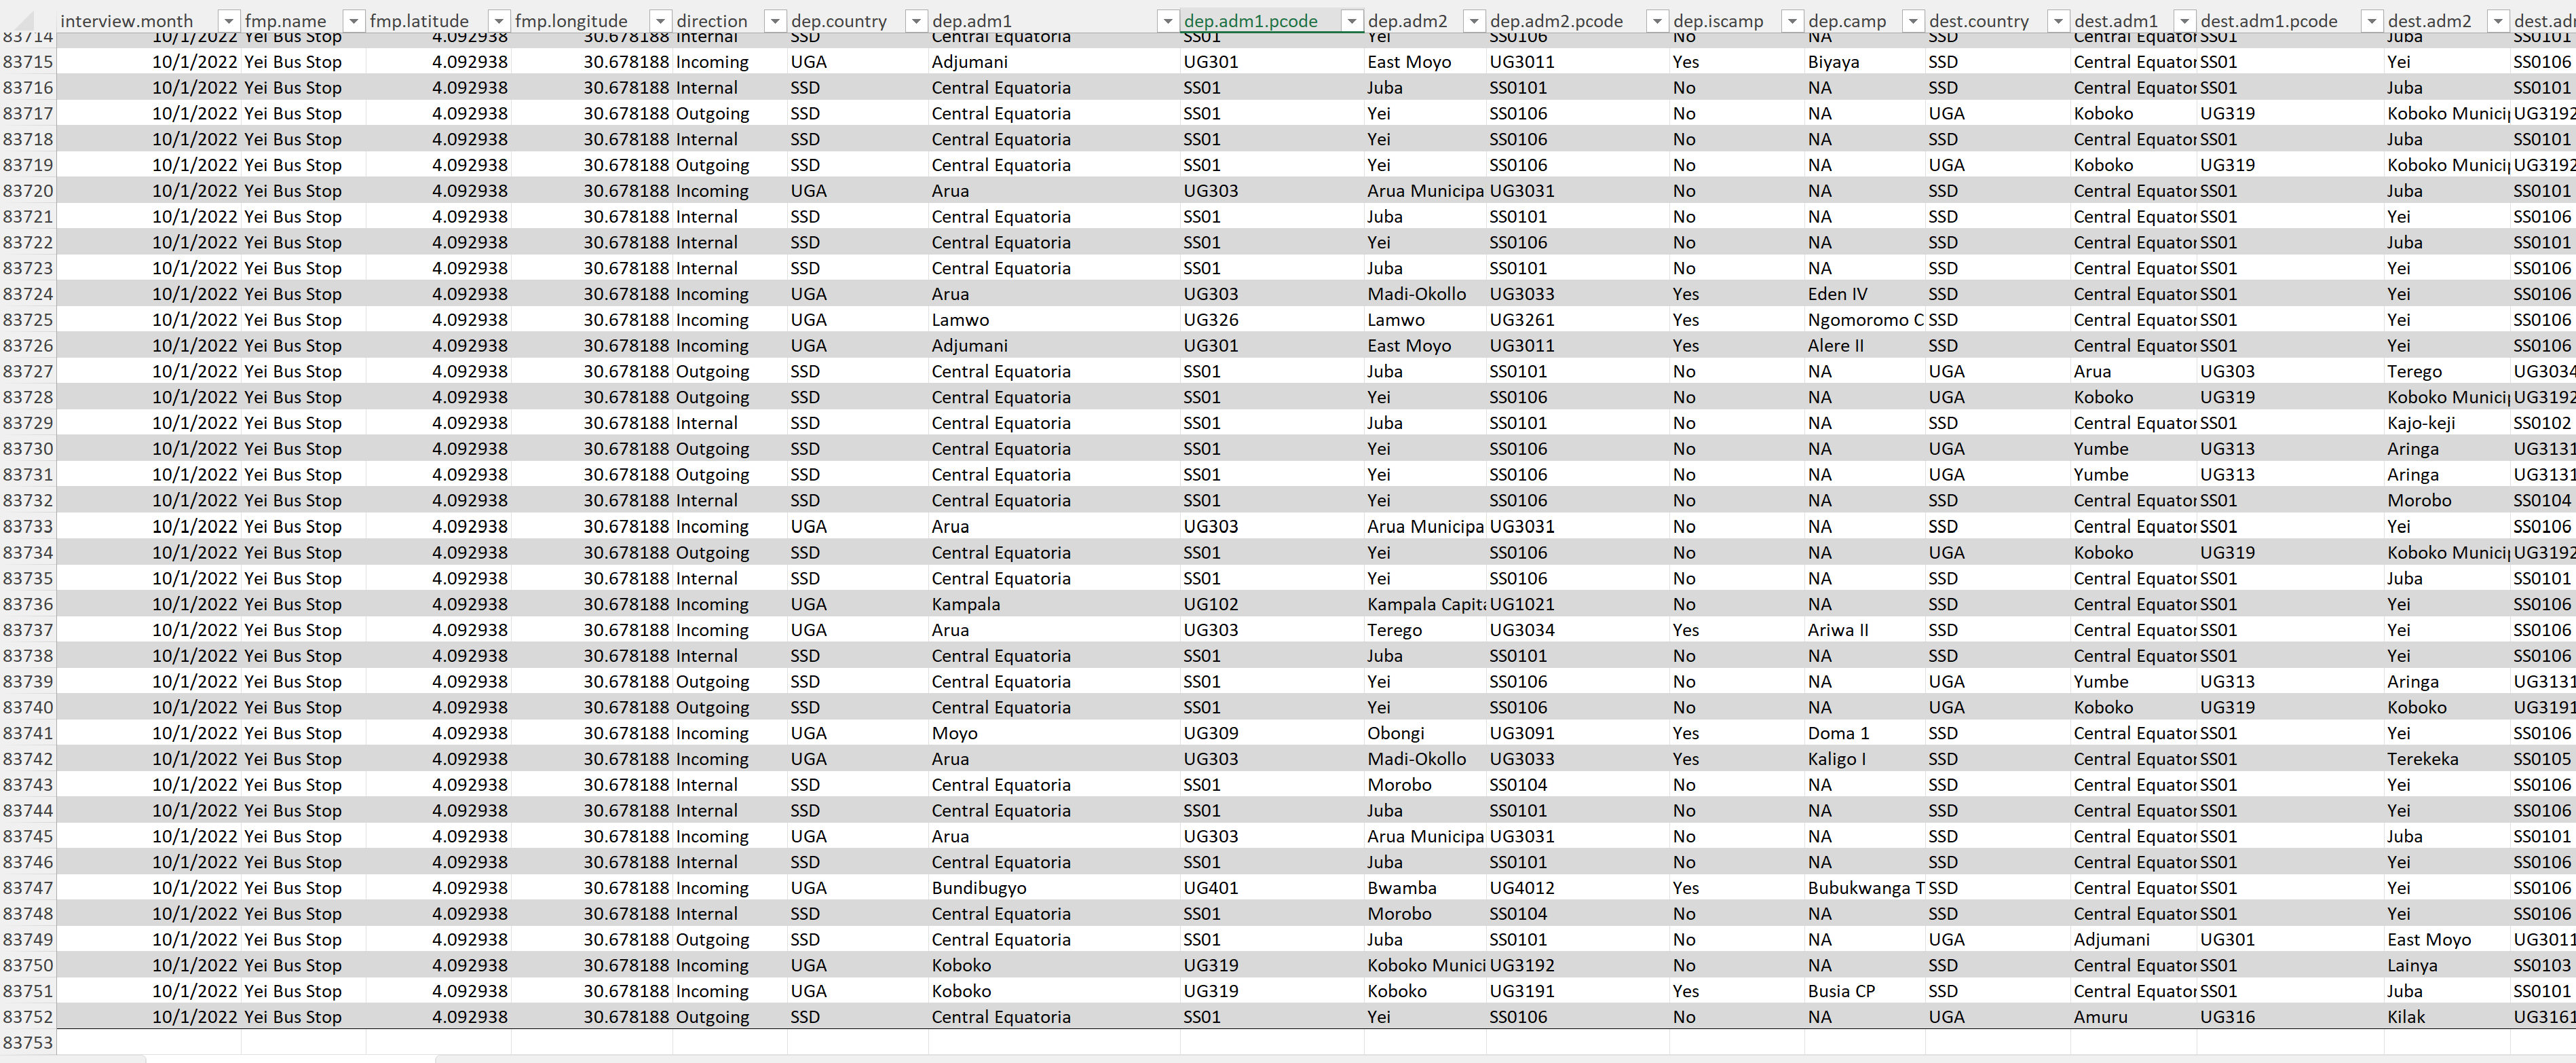 interview.month fmp.name fmp.latitude fmp.longitude direction dep.country dep.adm1 dep.adm1.pcode dep.adm2 dep.adm2.pcode dep.iscamp dep.camp dest.country dest.adm1 dest.adm1.pcode dest.adm2 dest.adm
83714 10/1/2022 Yei Bus Stop 4.092938 30.678188 Internal SSD Central Equatoria SS01 Yei SS0106 No NA SSD Central Equatoria SS01 Juba SS0101
83715 10/1/2022 Yei Bus Stop 4.092938 30.678188 Incoming UGA Adjumani UG301 East Moyo UG3011 Yes Biyaya SSD Central Equator SS01 Yei SS0106
83716 10/1/2022 Yei Bus Stop 4.092938 30.678188 Internal SSD Central Equatoria SS01 Juba SS0101 No NA SSD Central Equator SS01 Juba SS0101
83717 10/1/2022 Yei Bus Stop 4.092938 30.678188 Outgoing SSD Central Equatoria SS01 Yei SS0106 No NA UGA Koboko UG319 Koboko Municip UG3192
83718 10/1/2022 Yei Bus Stop 4.092938 30.678188 Internal SSD Central Equatoria SS01 Yei SS0106 No NA SSD Central Equator SS01 Juba SS0101
83719 10/1/2022 Yei Bus Stop 4.092938 30.678188 Outgoing SSD Central Equatoria SS01 Yei SS0106 No NA UGA Koboko UG319 Koboko Municip UG3192
83720 10/1/2022 Yei Bus Stop 4.092938 30.678188 Incoming UGA Arua UG303 Arua Municipa UG3031 No NA SSD Central Equator SS01 Juba SS0101
83721 10/1/2022 Yei Bus Stop 4.092938 30.678188 Internal SSD Central Equatoria SS01 Juba SS0101 No NA SSD Central Equator SS01 Yei SS0106
83722 10/1/2022 Yei Bus Stop 4.092938 30.678188 Internal SSD Central Equatoria SS01 Yei SS0106 No NA SSD Central Equator SS01 Juba SS0101
83723 10/1/2022 Yei Bus Stop 4.092938 30.678188 Internal SSD Central Equatoria SS01 Juba SS0101 No NA SSD Central Equator SS01 Yei SS0106
83724 10/1/2022 Yei Bus Stop 4.092938 30.678188 Incoming UGA Arua UG303 Madi-Okollo UG3033 Yes Eden IV SSD Central Equator SS01 Yei SS0106
83725 10/1/2022 Yei Bus Stop 4.092938 30.678188 Incoming UGA Lamwo UG326 Lamwo UG3261 Yes Ngomoromo C SSD Central Equator SS01 Yei SS0106
83726 10/1/2022 Yei Bus Stop 4.092938 30.678188 Incoming UGA Adjumani UG301 East Moyo UG3011 Yes Alere II SSD Central Equator SS01 Yei SS0106
83727 10/1/2022 Yei Bus Stop 4.092938 30.678188 Outgoing SSD Central Equatoria SS01 Juba SS0101 No NA UGA Arua UG303 Terego UG3034
83728 10/1/2022 Yei Bus Stop 4.092938 30.678188 Outgoing SSD Central Equatoria SS01 Yei SS0106 No NA UGA Koboko UG319 Koboko Municip UG3192
83729 10/1/2022 Yei Bus Stop 4.092938 30.678188 Internal SSD Central Equatoria SS01 Juba SS0101 No NA SSD Central Equator SS01 Kajo-keji SS0102
83730 10/1/2022 Yei Bus Stop 4.092938 30.678188 Outgoing SSD Central Equatoria SS01 Yei SS0106 No NA UGA Yumbe UG313 Aringa UG3131
83731 10/1/2022 Yei Bus Stop 4.092938 30.678188 Outgoing SSD Central Equatoria SS01 Yei SS0106 No NA UGA Yumbe UG313 Aringa UG3131
83732 10/1/2022 Yei Bus Stop 4.092938 30.678188 Internal SSD Central Equatoria SS01 Yei SS0106 No NA SSD Central Equator SS01 Morobo SS0104
83733 10/1/2022 Yei Bus Stop 4.092938 30.678188 Incoming UGA Arua UG303 Arua Municipa UG3031 No NA SSD Central Equator SS01 Yei SS0106
83734 10/1/2022 Yei Bus Stop 4.092938 30.678188 Outgoing SSD Central Equatoria SS01 Yei SS0106 No NA UGA Koboko UG319 Koboko Municip UG3192
83735 10/1/2022 Yei Bus Stop 4.092938 30.678188 Internal SSD Central Equatoria SS01 Yei SS0106 No NA SSD Central Equator SS01 Juba SS0101
83736 10/1/2022 Yei Bus Stop 4.092938 30.678188 Incoming UGA Kampala UG102 Kampala Capita UG1021 No NA SSD Central Equator SS01 Yei SS0106
83737 10/1/2022 Yei Bus Stop 4.092938 30.678188 Incoming UGA Arua UG303 Terego UG3034 Yes Ariwa II SSD Central Equator SS01 Yei SS0106
83738 10/1/2022 Yei Bus Stop 4.092938 30.678188 Internal SSD Central Equatoria SS01 Juba SS0101 No NA SSD Central Equator SS01 Yei SS0106
83739 10/1/2022 Yei Bus Stop 4.092938 30.678188 Outgoing SSD Central Equatoria SS01 Yei SS0106 No NA UGA Yumbe UG313 Aringa UG3131
83740 10/1/2022 Yei Bus Stop 4.092938 30.678188 Outgoing SSD Central Equatoria SS01 Yei SS0106 No NA UGA Koboko UG319 Koboko UG3191
83741 10/1/2022 Yei Bus Stop 4.092938 30.678188 Incoming UGA Moyo UG309 Obongi UG3091 Yes Doma 1 SSD Central Equator SS01 Yei SS0106
83742 10/1/2022 Yei Bus Stop 4.092938 30.678188 Incoming UGA Arua UG303 Madi-Okollo UG3033 Yes Kaligo I SSD Central Equator SS01 Terekeka SS0105
83743 10/1/2022 Yei Bus Stop 4.092938 30.678188 Internal SSD Central Equatoria SS01 Morobo SS0104 No NA SSD Central Equator SS01 Yei SS0106
83744 10/1/2022 Yei Bus Stop 4.092938 30.678188 Internal SSD Central Equatoria SS01 Juba SS0101 No NA SSD Central Equator SS01 Yei SS0106
83745 10/1/2022 Yei Bus Stop 4.092938 30.678188 Incoming UGA Arua UG303 Arua Municipa UG3031 No NA SSD Central Equator SS01 Juba SS0101
83746 10/1/2022 Yei Bus Stop 4.092938 30.678188 Internal SSD Central Equatoria SS01 Juba SS0101 No NA SSD Central Equator SS01 Yei SS0106
83747 10/1/2022 Yei Bus Stop 4.092938 30.678188 Incoming UGA Bundibugyo UG401 Bwamba UG4012 Yes Bubukwanga T SSD Central Equator SS01 Yei SS0106
83748 10/1/2022 Yei Bus Stop 4.092938 30.678188 Internal SSD Central Equatoria SS01 Morobo SS0104 No NA SSD Central Equator SS01 Yei SS0106
83749 10/1/2022 Yei Bus Stop 4.092938 30.678188 Outgoing SSD Central Equatoria SS01 Juba SS0101 No NA UGA Adjumani UG301 East Moyo UG3011
83750 10/1/2022 Yei Bus Stop 4.092938 30.678188 Incoming UGA Koboko UG319 Koboko Munici UG3192 No NA SSD Central Equator SS01 Lainya SS0103
83751 10/1/2022 Yei Bus Stop 4.092938 30.678188 Incoming UGA Koboko UG319 Koboko UG3191 Yes Busia CP SSD Central Equator SS01 Juba SS0101
83752 10/1/2022 Yei Bus Stop 4.092938 30.678188 Outgoing SSD Central Equatoria SS01 Yei SS0106 No NA UGA Amuru UG316 Kilak UG3161
83753